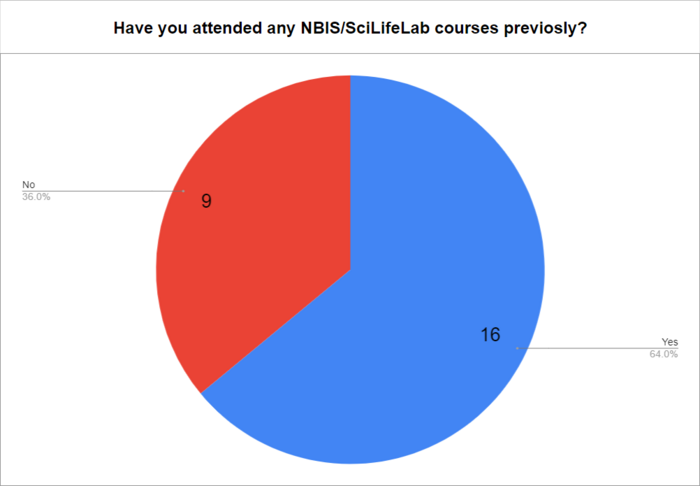 Have you attended any NBIS/SciLifeLab courses previosly?
No
36.0%
9
16
Yes
64.0%